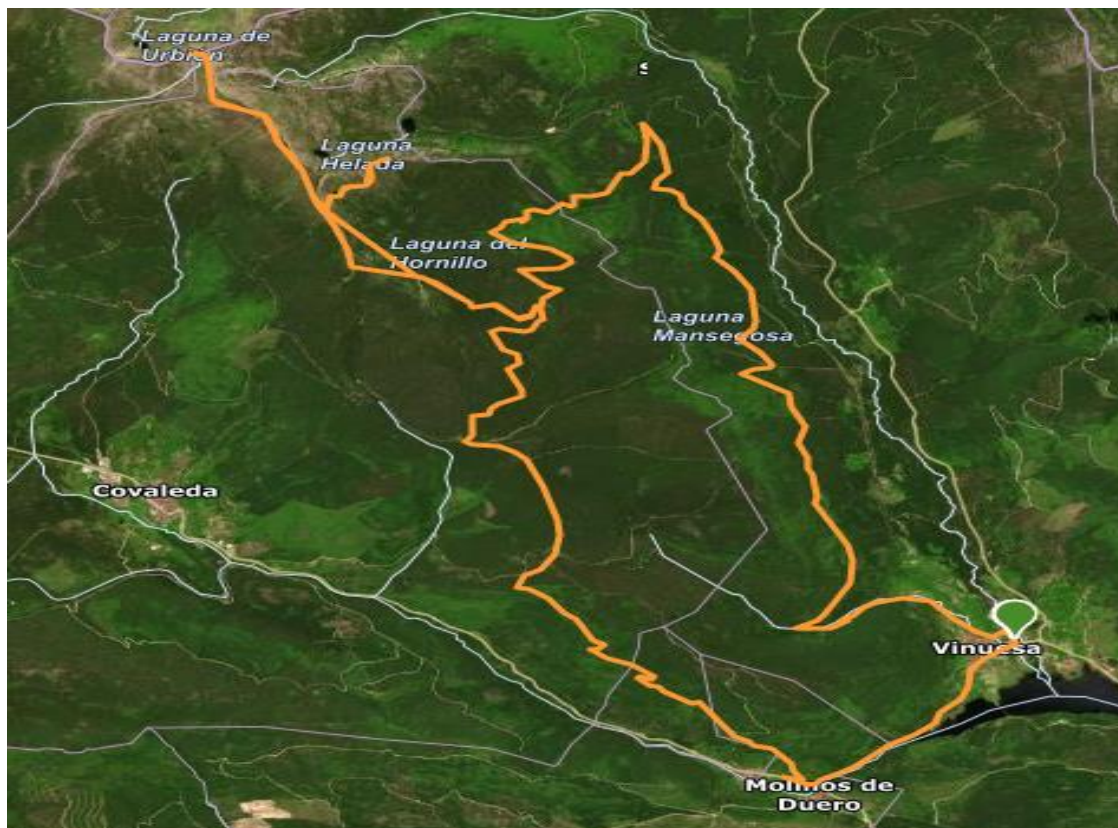 Laguna de
Urbión
Laguna
Helada
Laguna del
Hornillo
Laguna
Mansegosa
Covaleda
Vinuesa
Molinos de
Duero